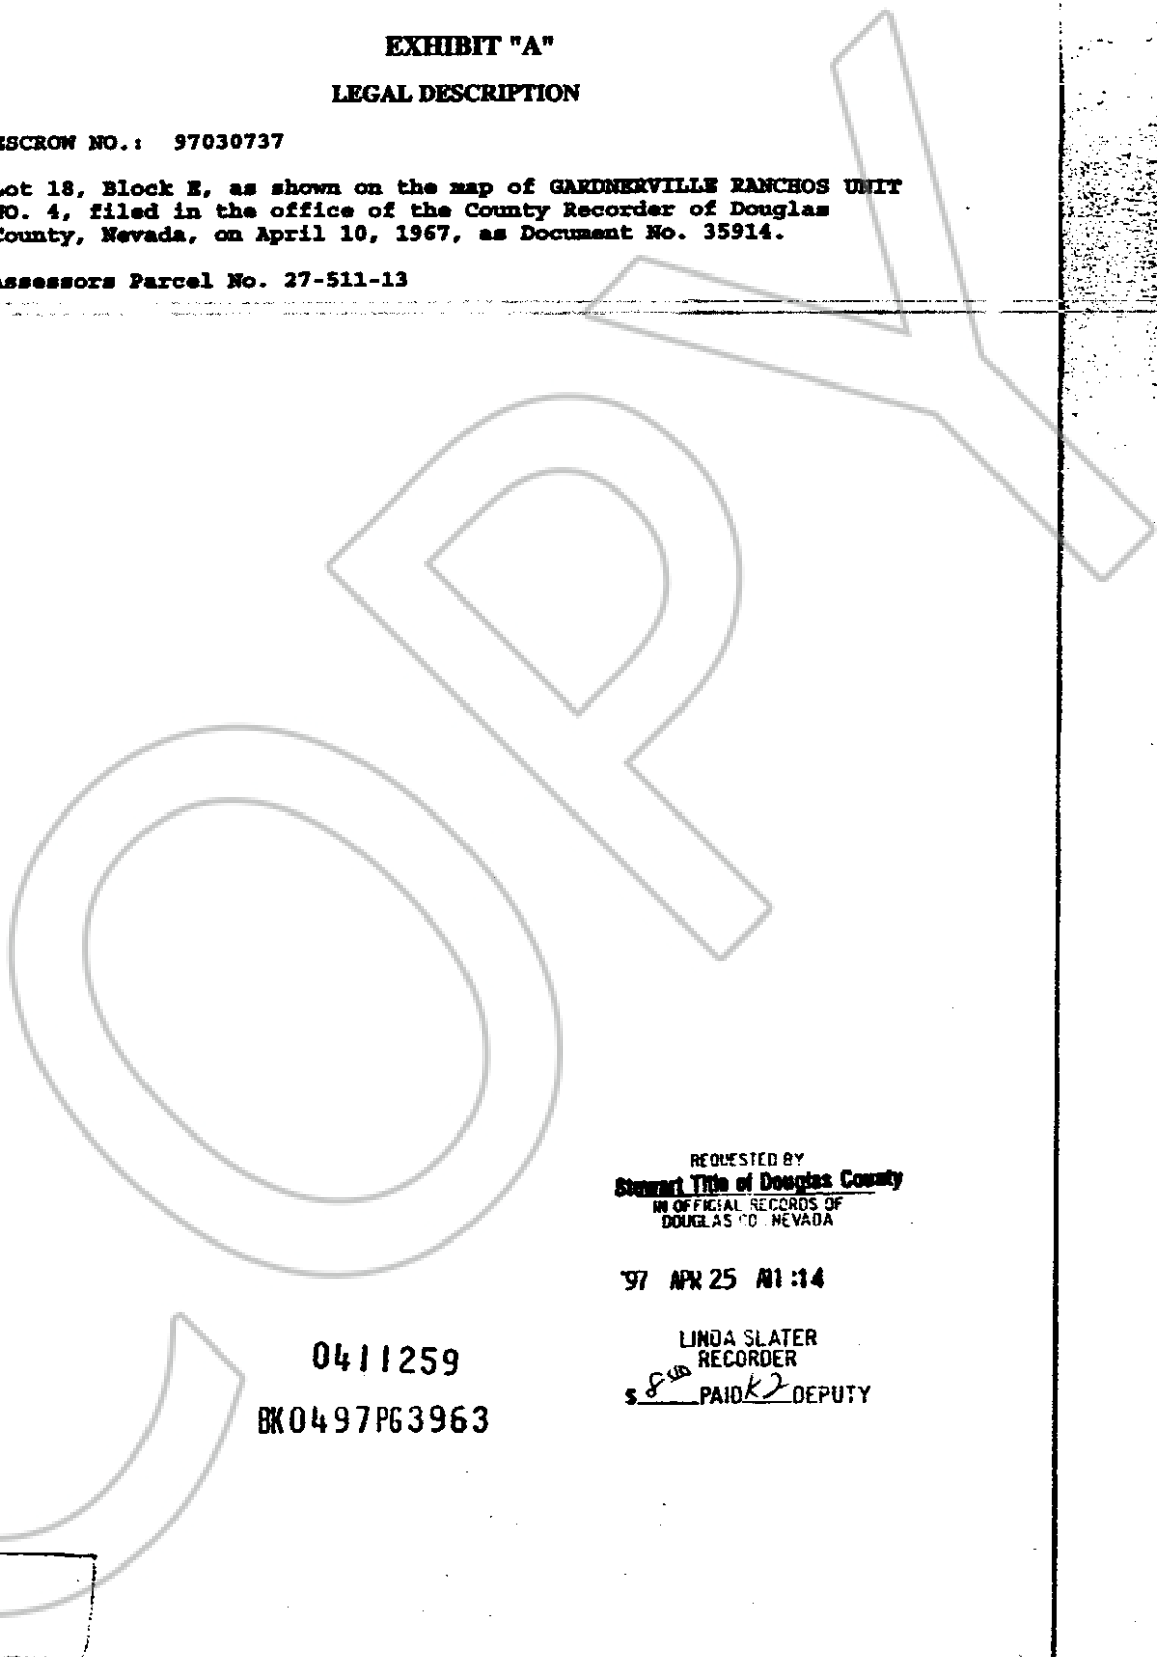 EXHIBIT "A"
LEGAL DESCRIPTION
ESCROW NO.: 97030737
Lot 18, Block E, as shown on the map of GARDNERVILLE RANCHOS UNIT
NO. 4, filed in the office of the County Recorder of Douglas
County, Nevada, on April 10, 1967, as Document No. 35914.
Assessors Parcel No. 27-511-13
COPY
REQUESTED BY
Stewart Title of Douglas County
IN OFFICIAL RECORDS OF
DOUGLAS CO. NEVADA
'97 APR 25 A11:14
LINDA SLATER
RECORDER
$ 8.00 PAID K2 DEPUTY
0411259
BK0497PG3963